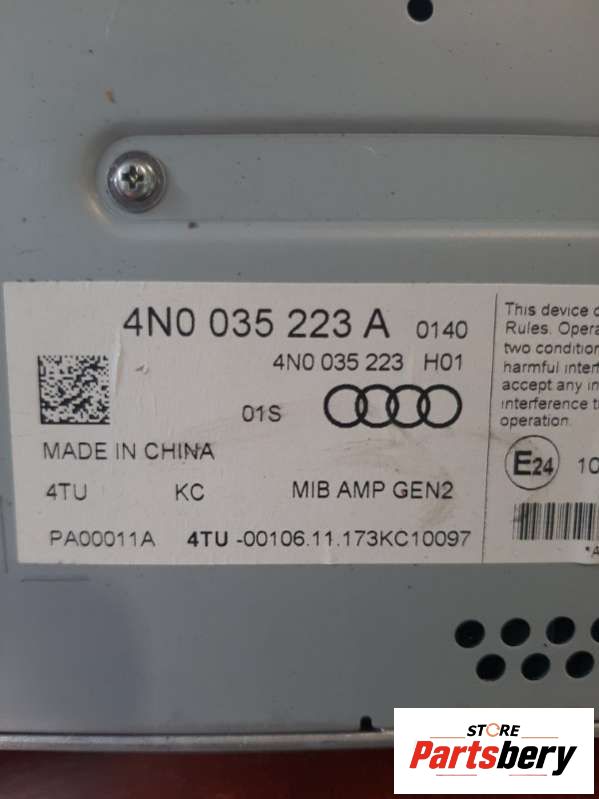 4N0 035 223 A 0140
4N0 035 223 H01
01S
MADE IN CHINA
4TU KC MIB AMP GEN2
PA00011A 4TU -00106.11.173KC10097
This device
Rules. Opera
two condition
harmful interf
accept any in
interference t
operation.
E24 10
*A
STORE
Partsbery